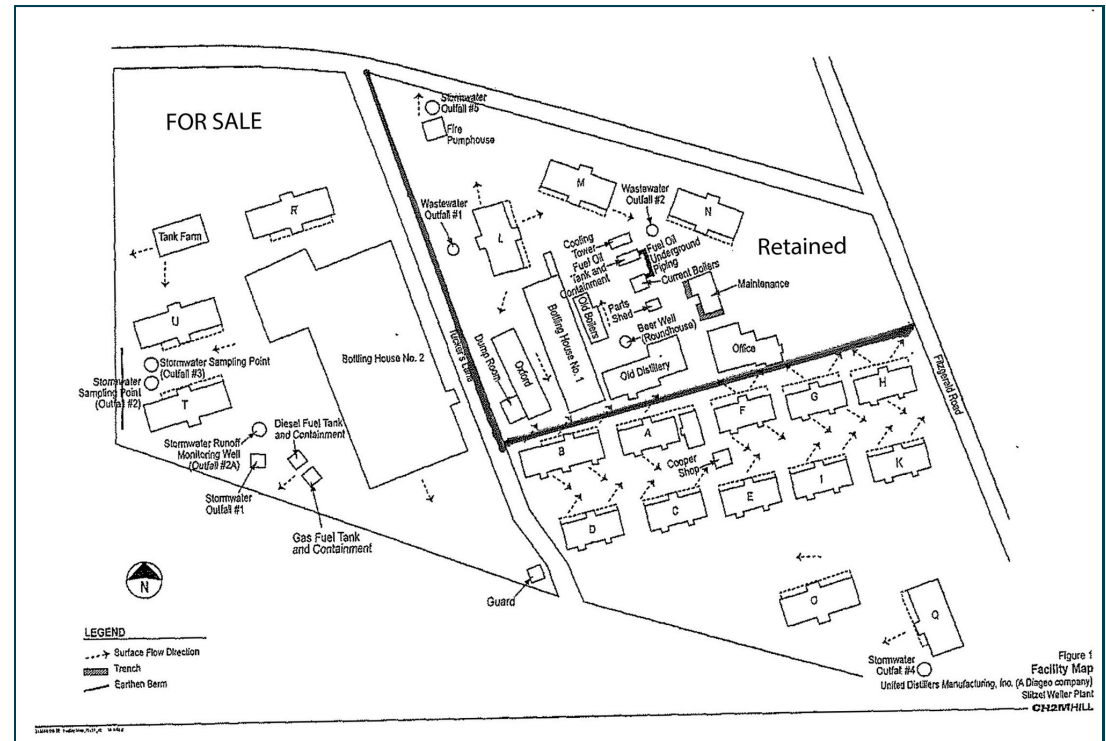 FOR SALE
Stormwater
Outfall #5
Fire
Pumphouse
M
Wastewater
Outfall #2
R
Wastewater
Outfall #1
L
N
Tank Farm
Cooling
Tower
Fuel Oil
Tank and
Containment
Fuel Oil
Underground
Piping
Retained
Current Boilers
Maintenance
Old Boilers
Parts
Shed
Bottling House No. 1
Beer Well
(Roundhouse)
U
Bottling House No. 2
Tucker's Lane
Dump Room
Oxford
Office
Old Distillery
Fitzgerald Road
Stormwater Sampling Point
(Outfall #3)
Stormwater
Sampling Point
(Outfall #2)
T
H
G
F
A
B
Diesel Fuel Tank
and Containment
Stormwater Runoff
Monitoring Well
(Outfall #2A)
Cooper
Shop
K
I
E
C
D
Stormwater
Outfall #1
Gas Fuel Tank
and Containment
N
Guard
O
Q
LEGEND
Surface Flow Direction
Trench
Earthen Berm
Stormwater
Outfall #4
Figure 1
Facility Map
United Distillers Manufacturing, Inc. (A Diageo company)
Stitzel Weller Plant
CH2MHILL